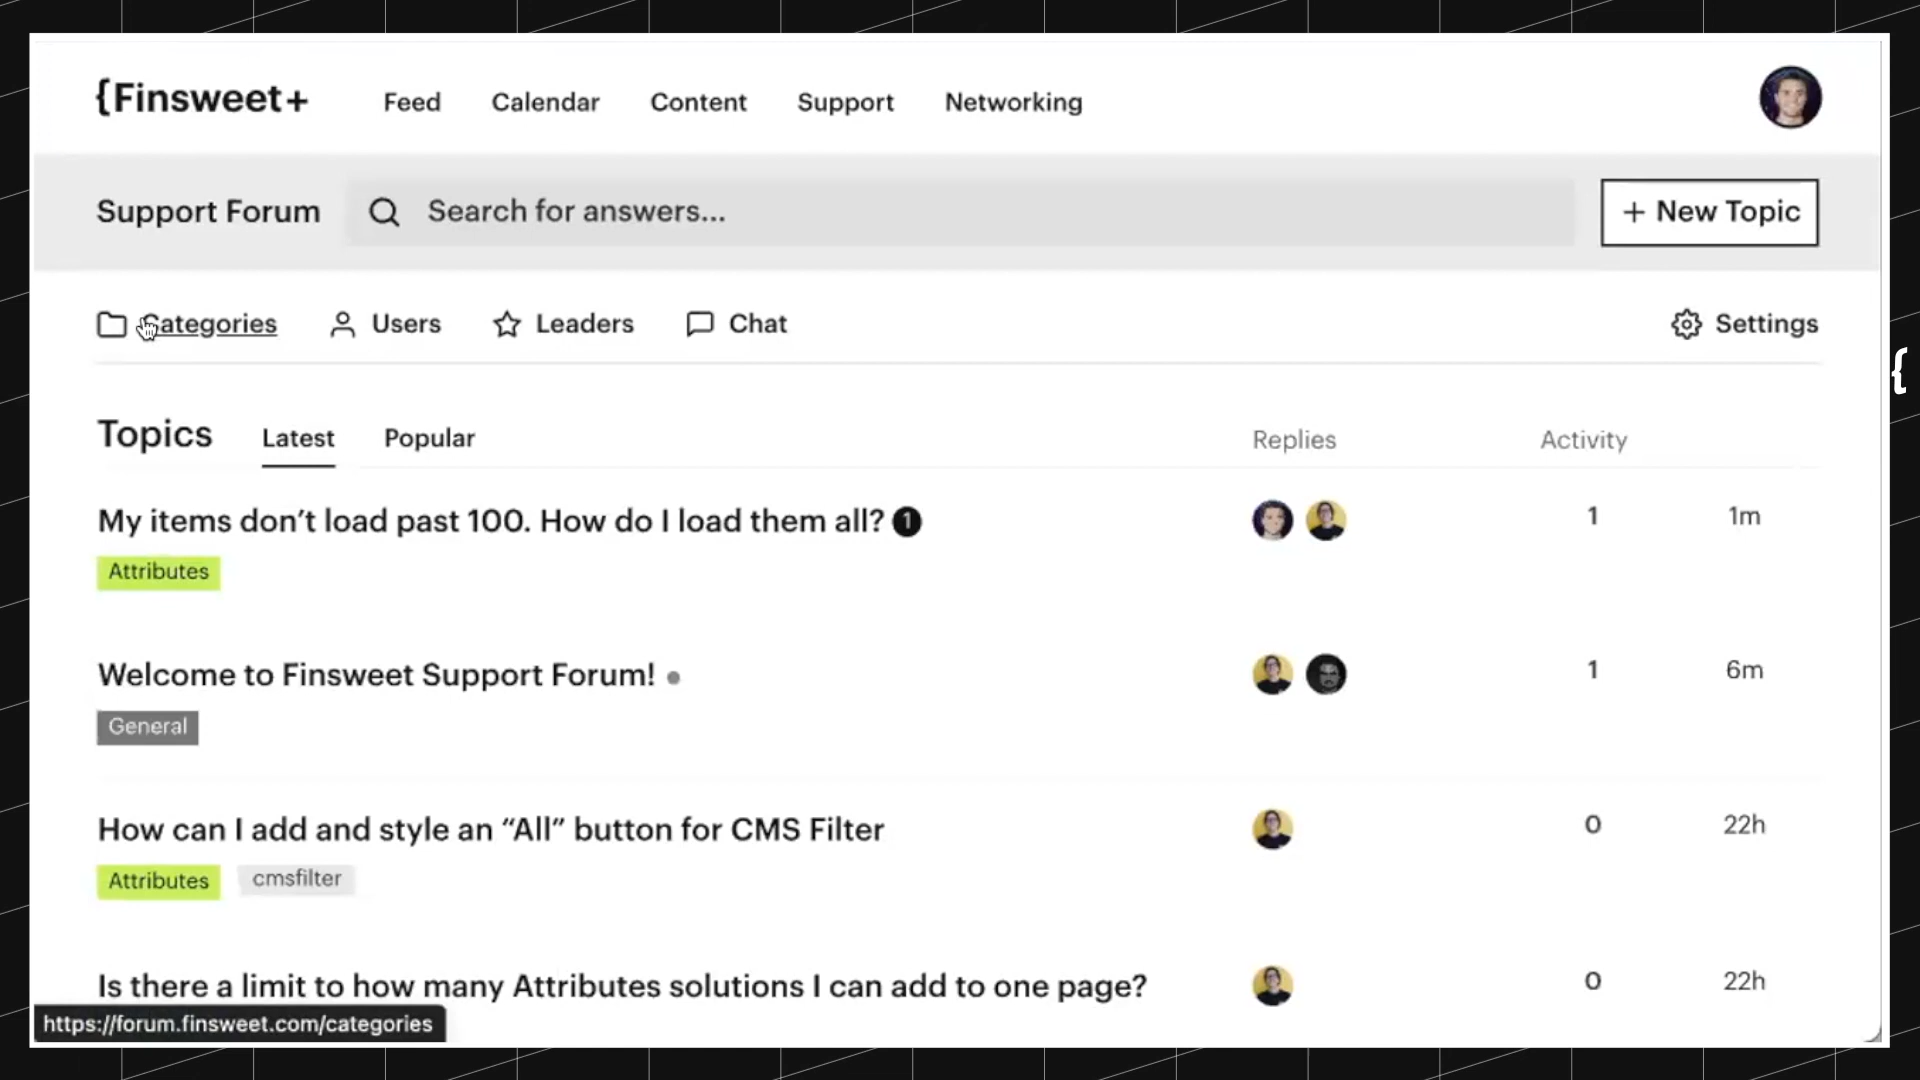 {Finsweet+ Feed Calendar Content Support Networking
Support Forum Search for answers... + New Topic
Categories Users Leaders Chat Settings
Topics Latest Popular Replies Activity
My items don’t load past 100. How do I load them all? 1 1 1m
Attributes
Welcome to Finsweet Support Forum! 1 6m
General
How can I add and style an “All” button for CMS Filter 0 22h
Attributes cmsfilter
Is there a limit to how many Attributes solutions I can add to one page? 0 22h
https://forum.finsweet.com/categories
{